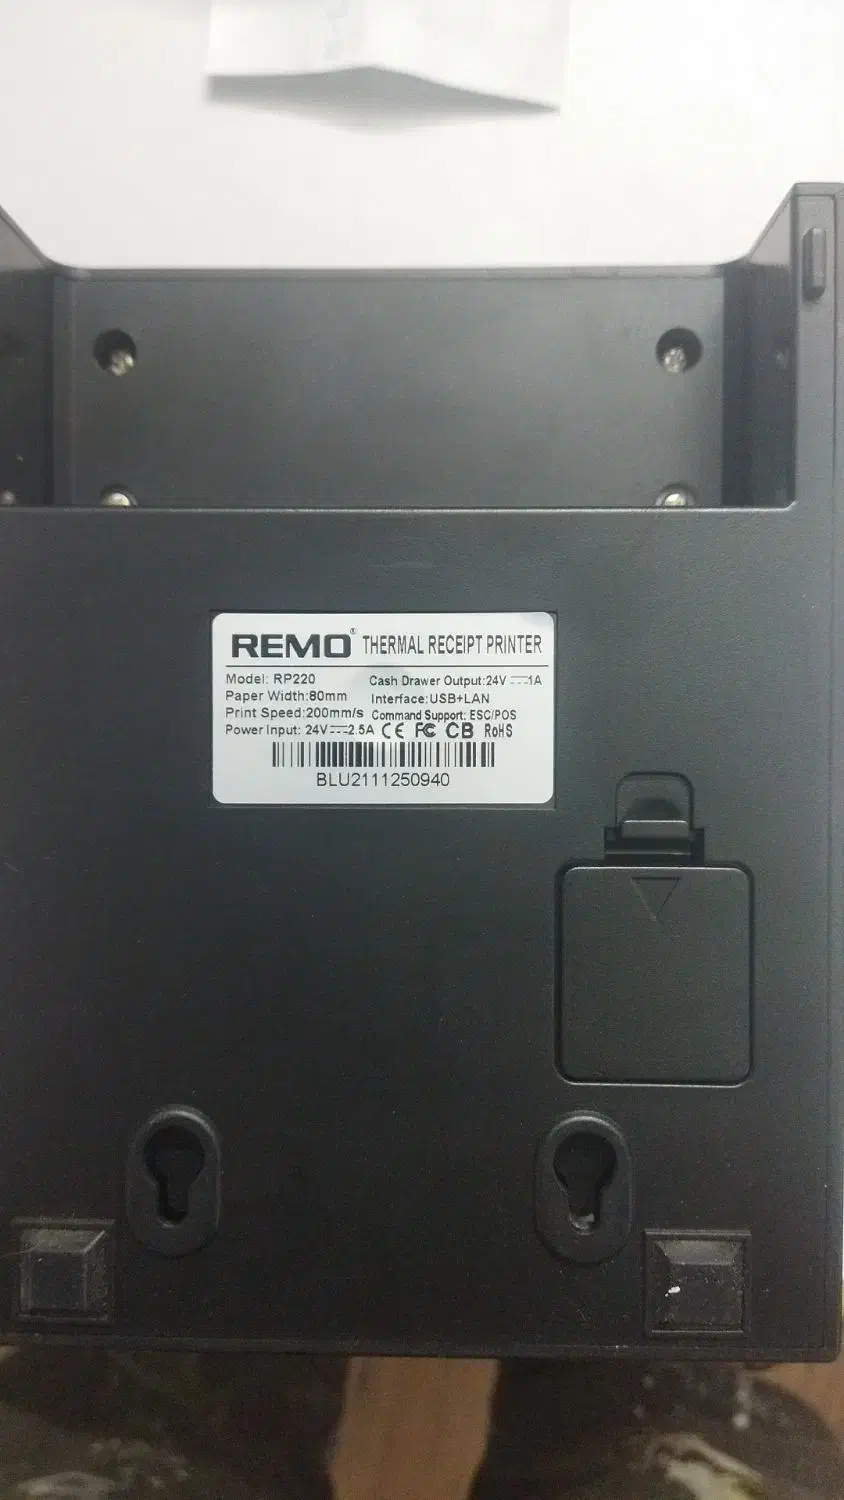 REMO® THERMAL RECEIPT PRINTER
Model: RP220 Cash Drawer Output:24V⎓1A
Paper Width:80mm Interface:USB+LAN
Print Speed:200mm/s Command Support: ESC/POS
Power Input: 24V⎓2.5A CE FC CB RoHS
BLU2111250940